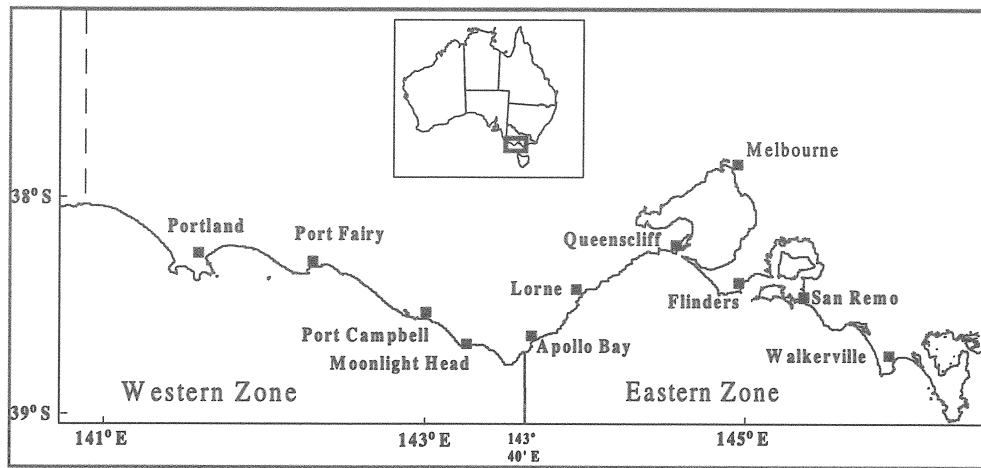 Melbourne
38° S
Portland
Port Fairy
Queenscliff
Lorne
Flinders
San Remo
Port Campbell
Apollo Bay
Moonlight Head
Walkerville
Western Zone
Eastern Zone
39° S
141° E
143° E
143°
40' E
145° E